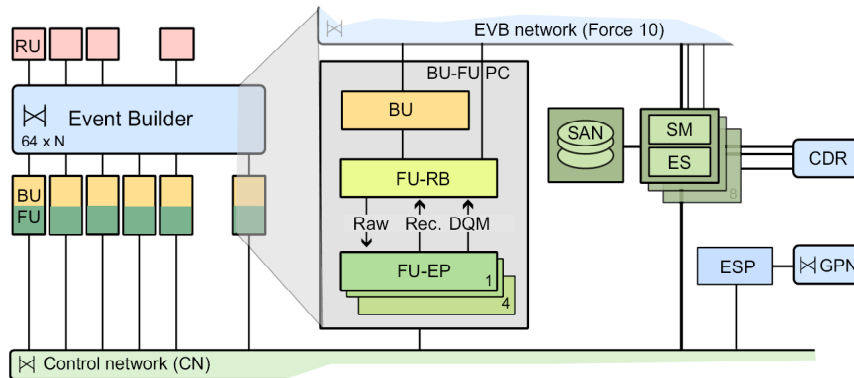 EVB network (Force 10)
RU
BU-FU PC
Event Builder
64 x N
BU
SAN
SM
ES
8
CDR
FU-RB
BU
FU
Raw
Rec.
DQM
FU-EP
1
4
ESP
GPN
Control network (CN)